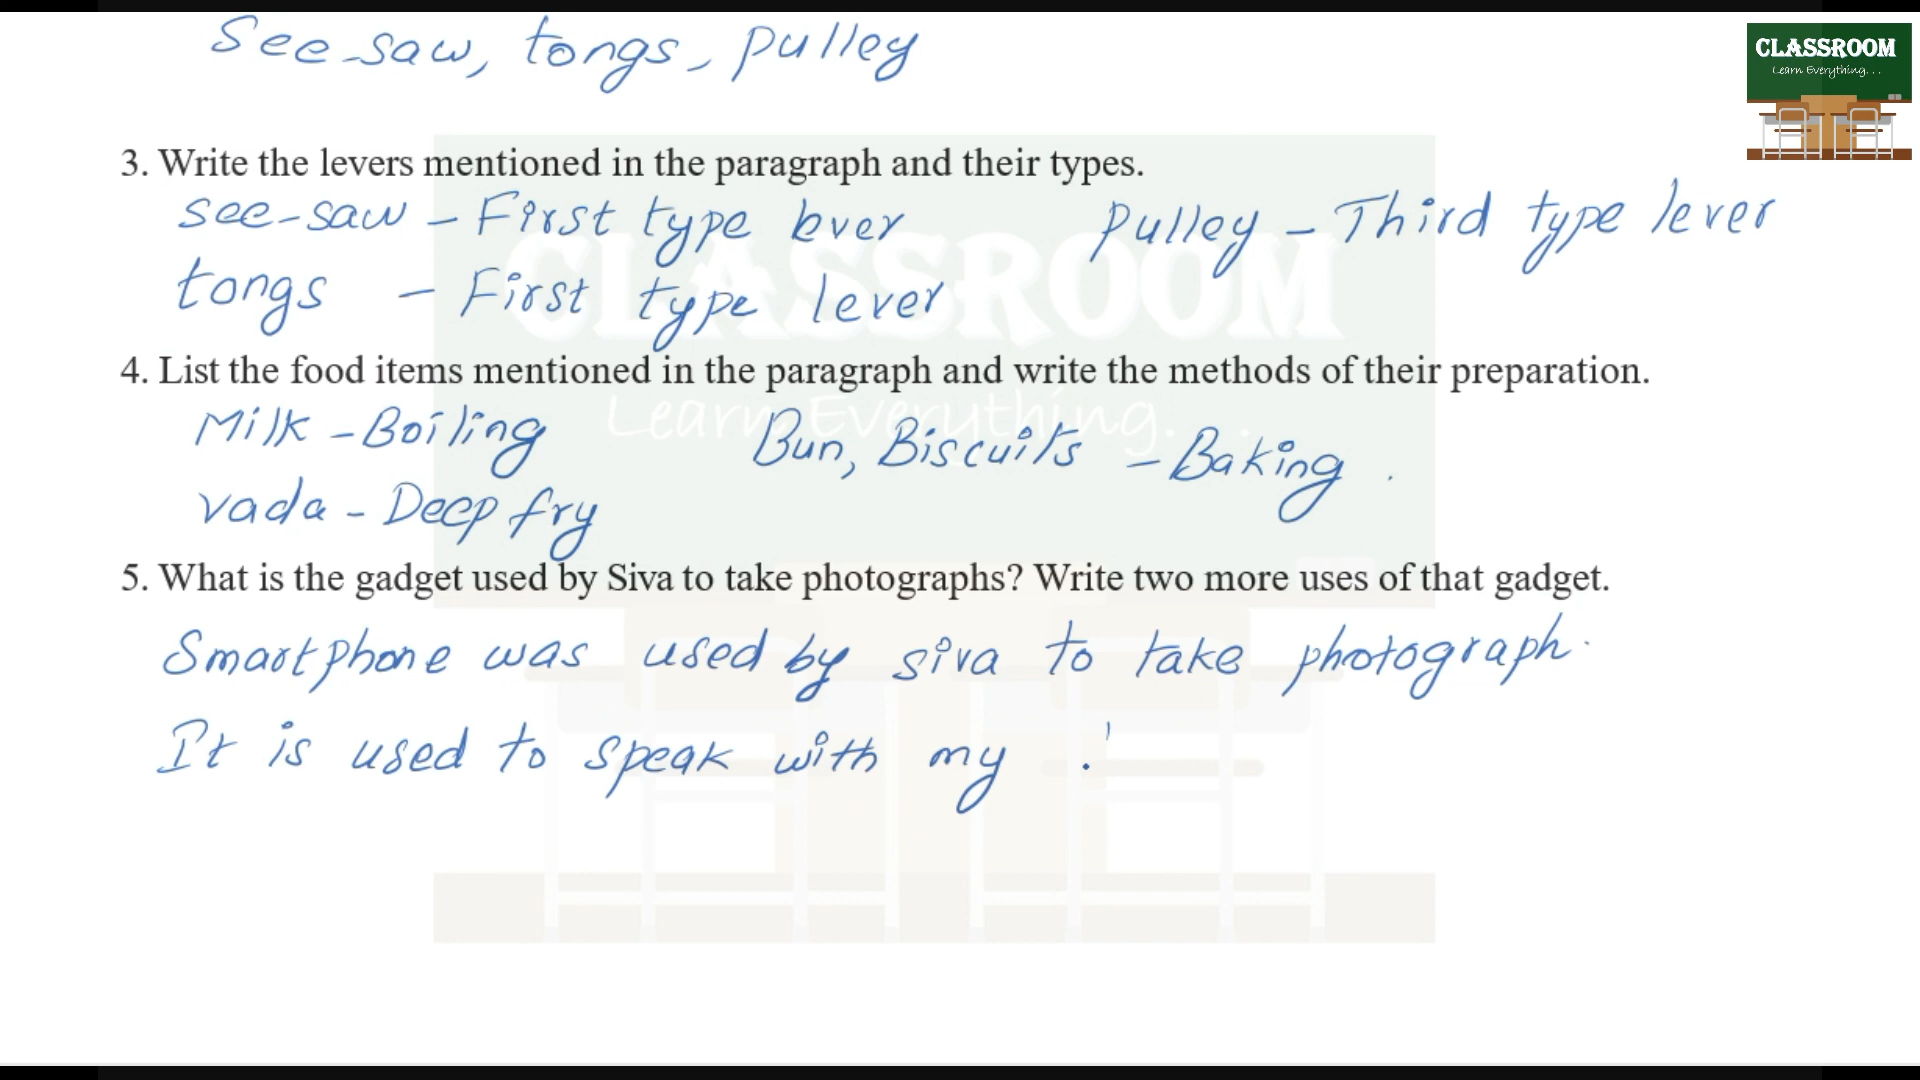 See-saw, tongs, pulley
CLASSROOM
Learn Everything...
3. Write the levers mentioned in the paragraph and their types.
see-saw - First type lever
pulley - Third type lever
tongs - First type lever
4. List the food items mentioned in the paragraph and write the methods of their preparation.
Milk - Boiling
Bun, Biscuits - Baking.
vada - Deep fry
5. What is the gadget used by Siva to take photographs? Write two more uses of that gadget.
Smartphone was used by siva to take photograph.
It is used to speak with my
CLASSROOM
Learn Everything...